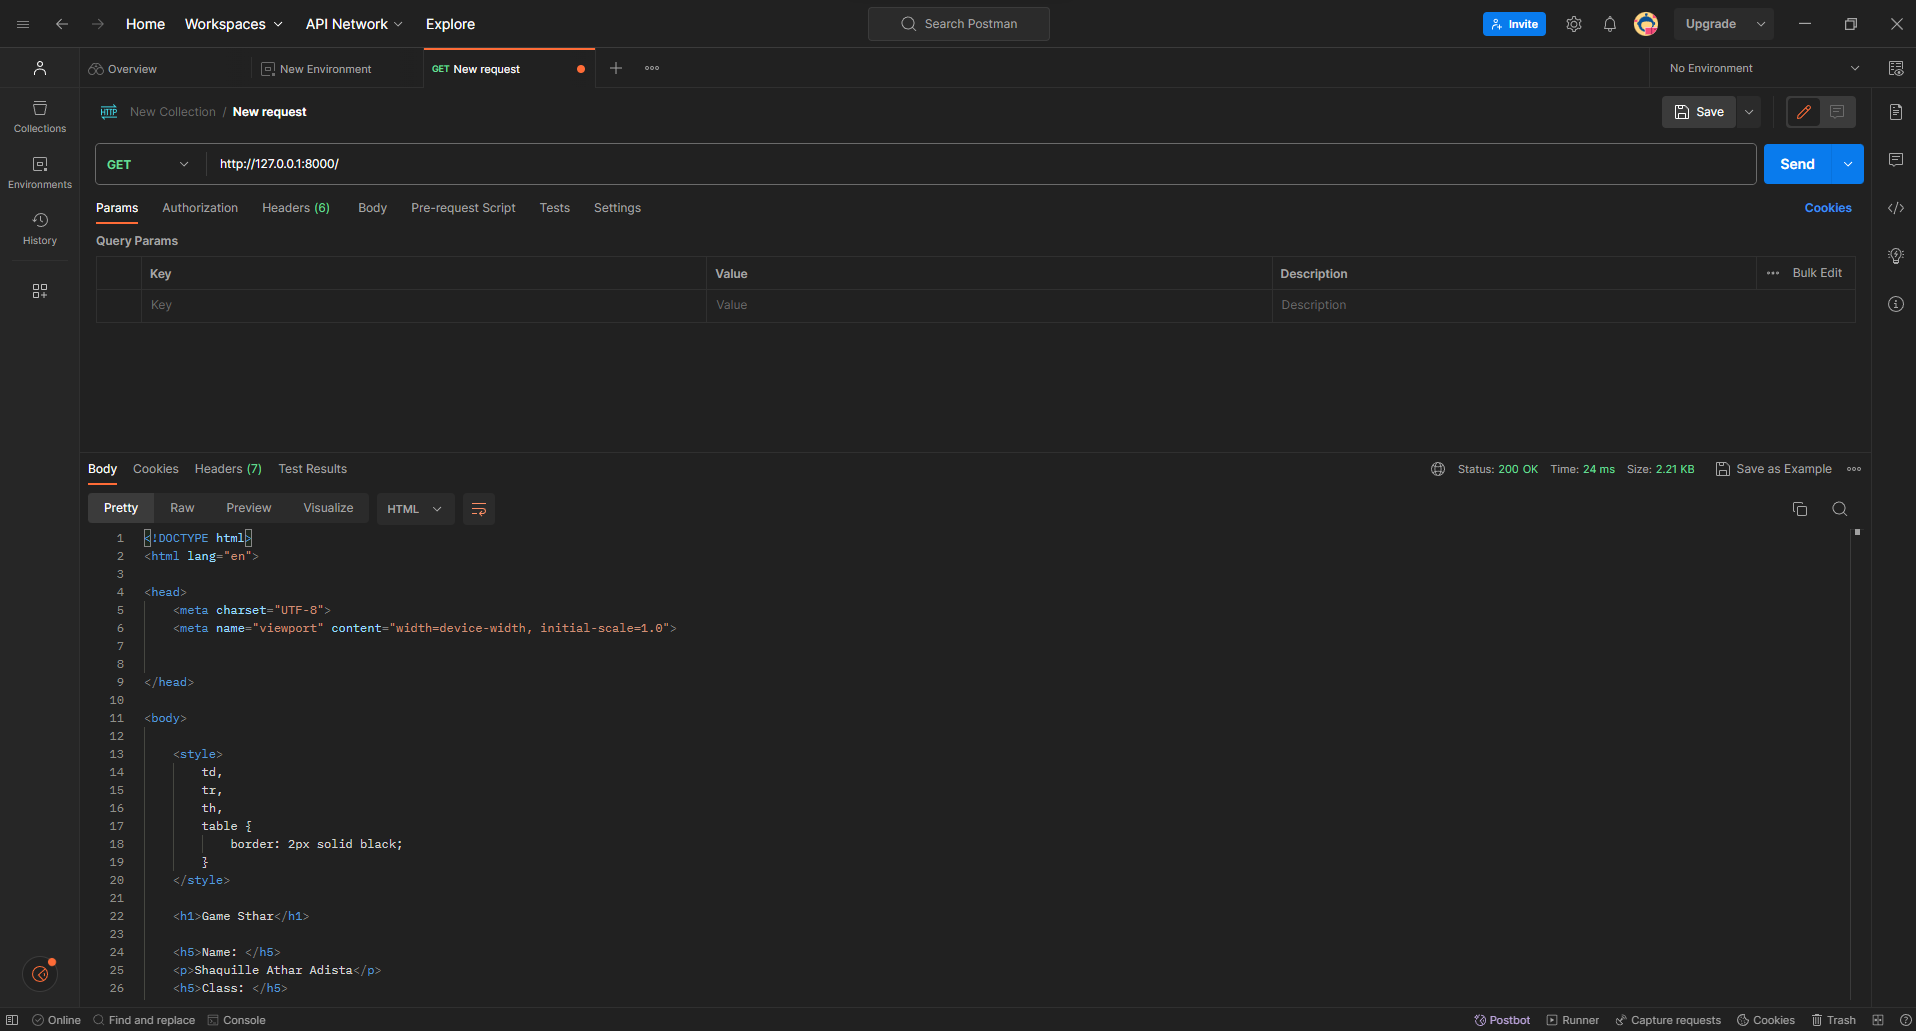 Home Workspaces API Network Explore Search Postman Invite Upgrade
Overview New Environment GET New request No Environment
HTTP New Collection / New request Save
Collections
GET http://127.0.0.1:8000/ Send
Environments
Params Authorization Headers (6) Body Pre-request Script Tests Settings Cookies
History
Query Params
Key Value Description Bulk Edit
Key Value Description
Body Cookies Headers (7) Test Results Status: 200 OK Time: 24 ms Size: 2.21 KB Save as Example
Pretty Raw Preview Visualize HTML
1 <!DOCTYPE html>
2 <html lang="en">
3
4 <head>
5 <meta charset="UTF-8">
6 <meta name="viewport" content="width=device-width, initial-scale=1.0">
7
8
9 </head>
10
11 <body>
12
13 <style>
14 td,
15 tr,
16 th,
17 table {
18 border: 2px solid black;
19 }
20 </style>
21
22 <h1>Game Sthar</h1>
23
24 <h5>Name: </h5>
25 <p>Shaquille Athar Adista</p>
26 <h5>Class: </h5>
Online Find and replace Console Postbot Runner Capture requests Cookies Trash